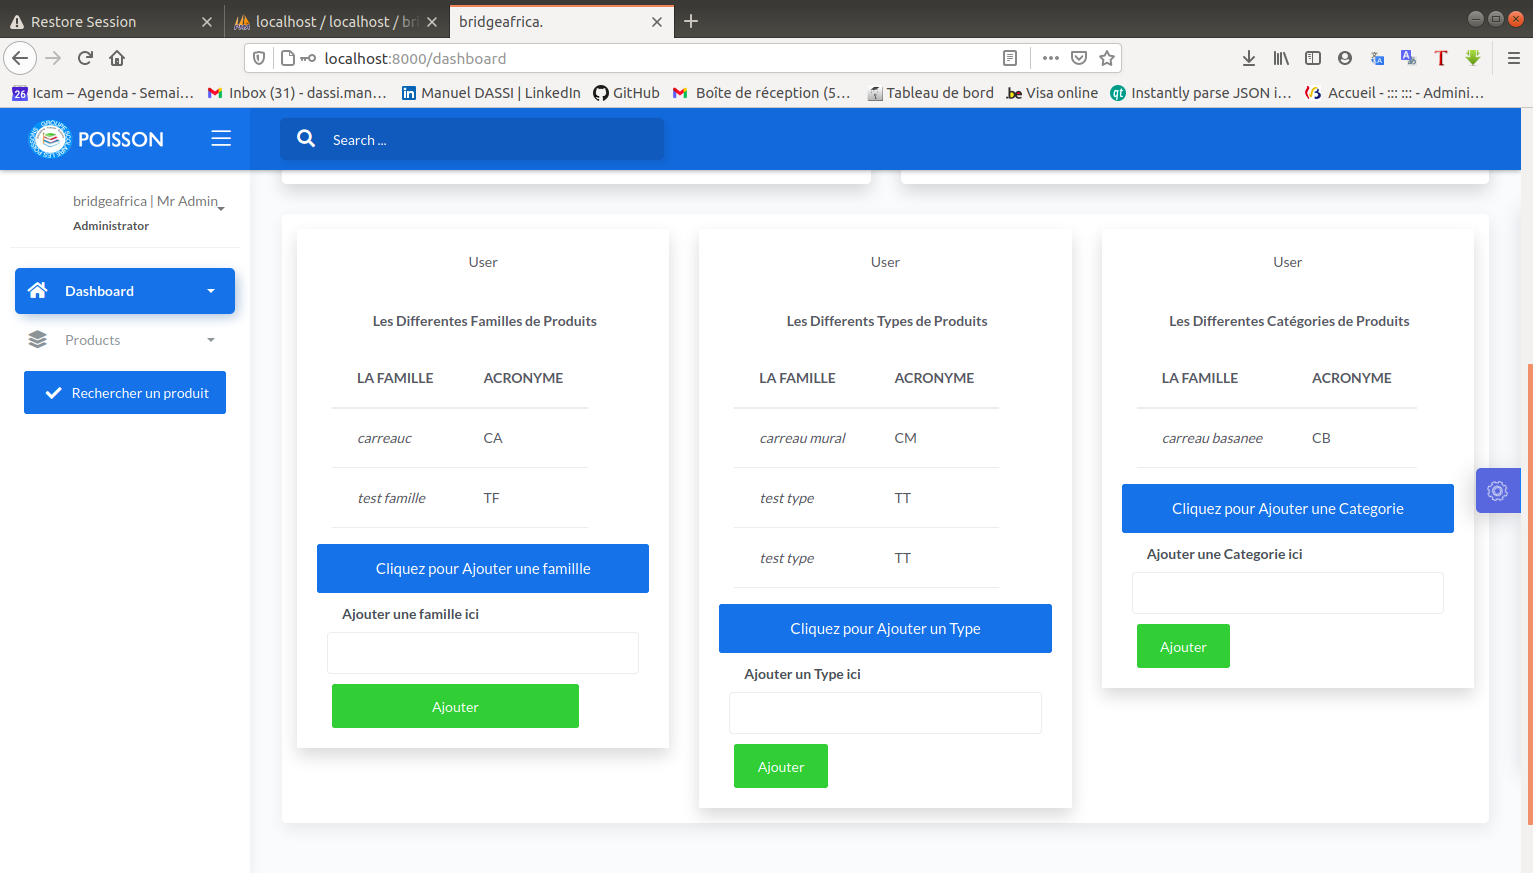 Restore Session
localhost / localhost / bri
bridgeafrica.
localhost:8000/dashboard
26 Icam – Agenda - Semai…
Inbox (31) - dassi.man…
in Manuel DASSI | LinkedIn
GitHub
Boîte de réception (5…
Tableau de bord
.be Visa online
qt Instantly parse JSON i…
Accueil - ::: ::: - Admini…
POISSON
Search ...
bridgeafrica | Mr Admin
Administrator
Dashboard
Products
Rechercher un produit
User
Les Differentes Familles de Produits
LA FAMILLE ACRONYME
carreauc CA
test famille TF
Cliquez pour Ajouter une famillle
Ajouter une famille ici
Ajouter
User
Les Differents Types de Produits
LA FAMILLE ACRONYME
carreau mural CM
test type TT
test type TT
Cliquez pour Ajouter un Type
Ajouter un Type ici
Ajouter
User
Les Differentes Catégories de Produits
LA FAMILLE ACRONYME
carreau basanee CB
Cliquez pour Ajouter une Categorie
Ajouter une Categorie ici
Ajouter